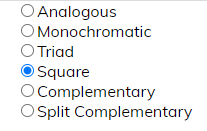 Analogous
Monochromatic
Triad
Square
Complementary
Split Complementary